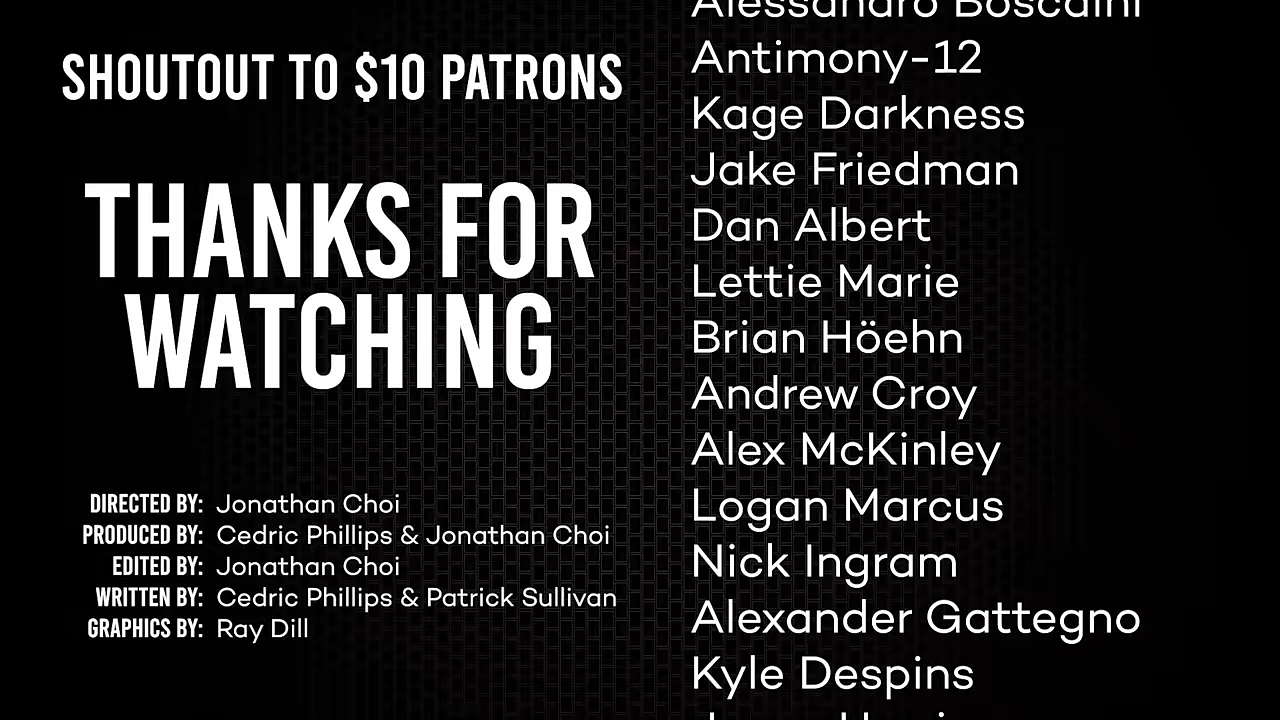 SHOUTOUT TO $10 PATRONS
THANKS FOR
WATCHING
DIRECTED BY: Jonathan Choi
PRODUCED BY: Cedric Phillips & Jonathan Choi
EDITED BY: Jonathan Choi
WRITTEN BY: Cedric Phillips & Patrick Sullivan
GRAPHICS BY: Ray Dill
Alessandro Boscaini
Antimony-12
Kage Darkness
Jake Friedman
Dan Albert
Lettie Marie
Brian Höehn
Andrew Croy
Alex McKinley
Logan Marcus
Nick Ingram
Alexander Gattegno
Kyle Despins